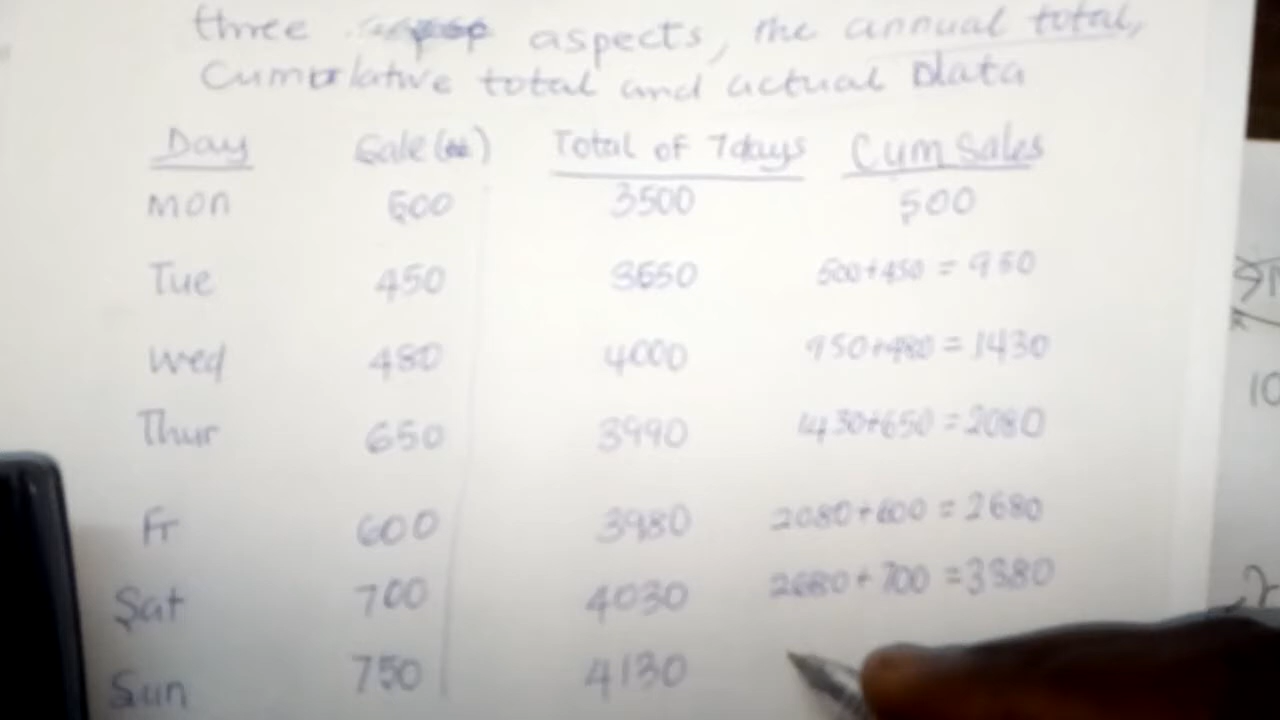 three aspects, the annual total,
Cumulative total and actual Data
Day Sale (₦) Total of 7days Cum Sales
Mon 500 3500 500
Tue 450 3650 500+450 = 950
Wed 480 4000 950+480 = 1430
Thur 650 3990 1430+650 = 2080
Fr 600 3980 2080+600 = 2680
Sat 700 4030 2680+700 = 3380
Sun 750 4130
10